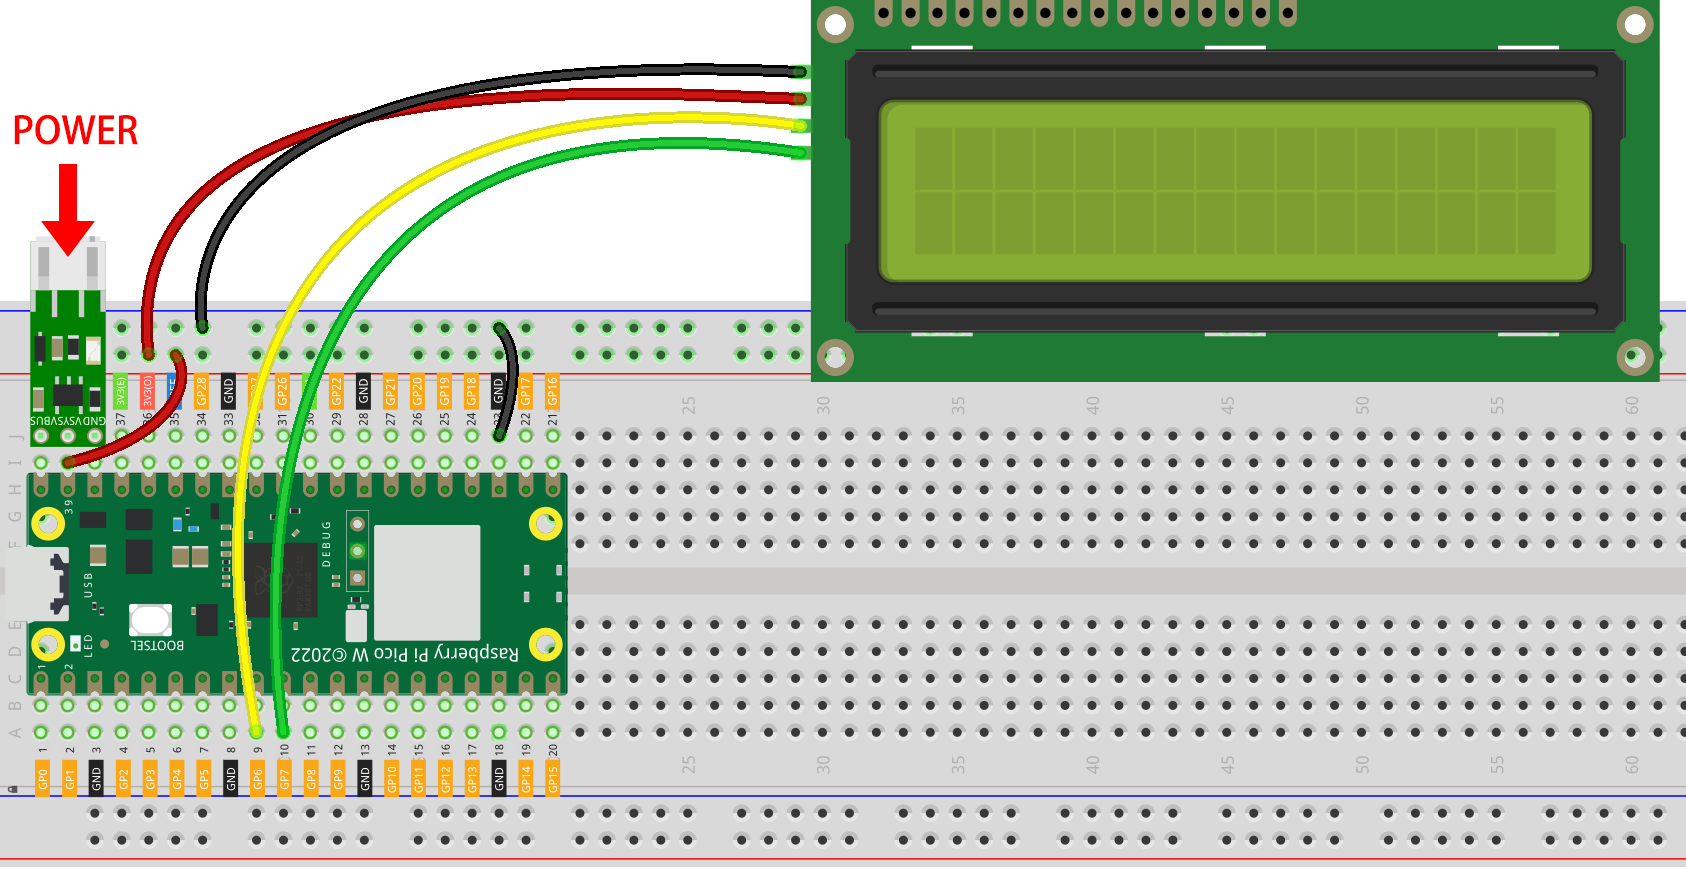 POWER
VBUS
VSYS
GND
3V3(E)
3V3(O)
GP28
GND
GP26
GP22
GND
GP21
GP20
GP19
GP18
GND
GP17
GP16
37
36
35
34
33
32
31
30
29
28
27
26
25
24
22
21
25
30
35
40
45
50
55
60
J
I
H
G
F
E
D
C
B
A
39
USB
DEBUG
LED
BOOTSEL
Raspberry Pi Pico W ©2022
1
2
1
2
3
4
5
6
7
8
9
10
11
12
13
14
15
16
17
18
19
20
GP0
GP1
GND
GP2
GP3
GP4
GP5
GND
GP6
GP7
GP8
GP9
GND
GP10
GP11
GP12
GP13
GND
GP14
GP15
25
30
35
40
45
50
55
60